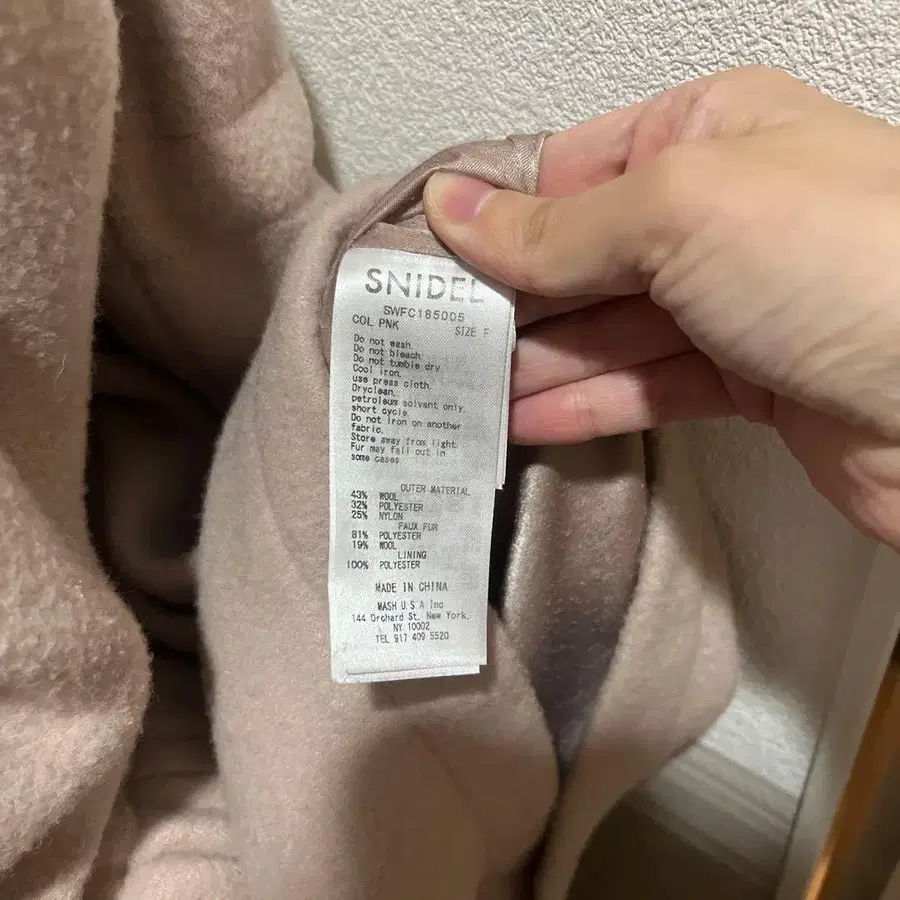 SNIDEL
SWFC185005
COL PNK SIZE F
Do not wash.
Do not bleach.
Do not tumble dry
Cool iron.
use press cloth.
Dryclean.
petroleum solvent only.
short cycle.
Do not iron on another
fabric.
Store away from light.
Fur may fall out in
some cases
OUTER MATERIAL
43% WOOL
32% POLYESTER
25% NYLON
FAUX FUR
81% POLYESTER
19% WOOL
LINING
100% POLYESTER
MADE IN CHINA
MASH U.S.A Inc
144 Orchard St. New York.
NY 10002
TEL 917 409 5520